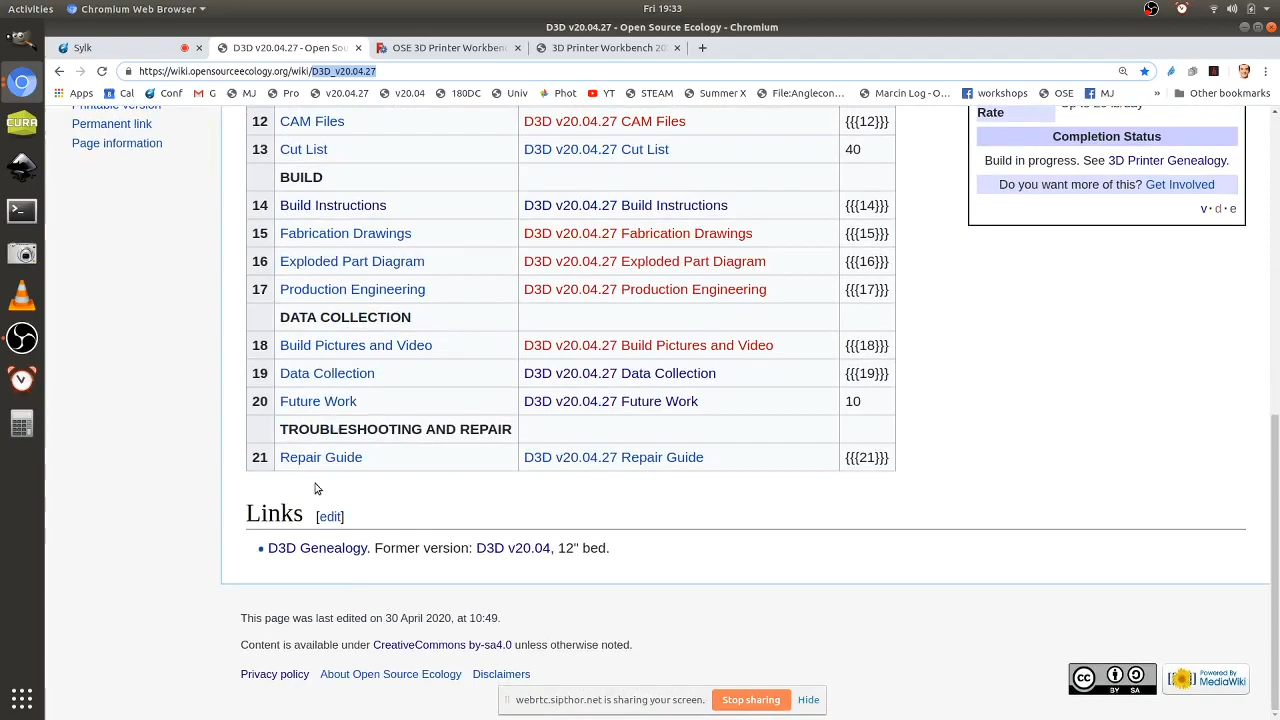 Activities
Chromium Web Browser
Fri 19:33
D3D v20.04.27 - Open Source Ecology - Chromium
Sylk
D3D v20.04.27 - Open Sou
OSE 3D Printer Workben
3D Printer Workbench 20
https://wiki.opensourceecology.org/wiki/D3D_v20.04.27
Apps
Cal
Conf
G
MJ
Pro
v20.04.27
v20.04
180DC
Univ
Phot
YT
STEAM
Summer X
File:Anglecon...
Marcin Log - O...
workshops
OSE
MJ
»
Other bookmarks
Printable version
Permanent link
Page information
12 CAM Files D3D v20.04.27 CAM Files {{{12}}}
13 Cut List D3D v20.04.27 Cut List 40
BUILD
14 Build Instructions D3D v20.04.27 Build Instructions {{{14}}}
15 Fabrication Drawings D3D v20.04.27 Fabrication Drawings {{{15}}}
16 Exploded Part Diagram D3D v20.04.27 Exploded Part Diagram {{{16}}}
17 Production Engineering D3D v20.04.27 Production Engineering {{{17}}}
DATA COLLECTION
18 Build Pictures and Video D3D v20.04.27 Build Pictures and Video {{{18}}}
19 Data Collection D3D v20.04.27 Data Collection {{{19}}}
20 Future Work D3D v20.04.27 Future Work 10
TROUBLESHOOTING AND REPAIR
21 Repair Guide D3D v20.04.27 Repair Guide {{{21}}}
Rate
Completion Status
Build in progress. See 3D Printer Genealogy.
Do you want more of this? Get Involved
v · d · e
Links [edit]
• D3D Genealogy. Former version: D3D v20.04, 12" bed.
This page was last edited on 30 April 2020, at 10:49.
Content is available under CreativeCommons by-sa4.0 unless otherwise noted.
Privacy policy About Open Source Ecology Disclaimers
cc BY SA
Powered By MediaWiki
webrtc.sipthor.net is sharing your screen.
Stop sharing
Hide
CURA